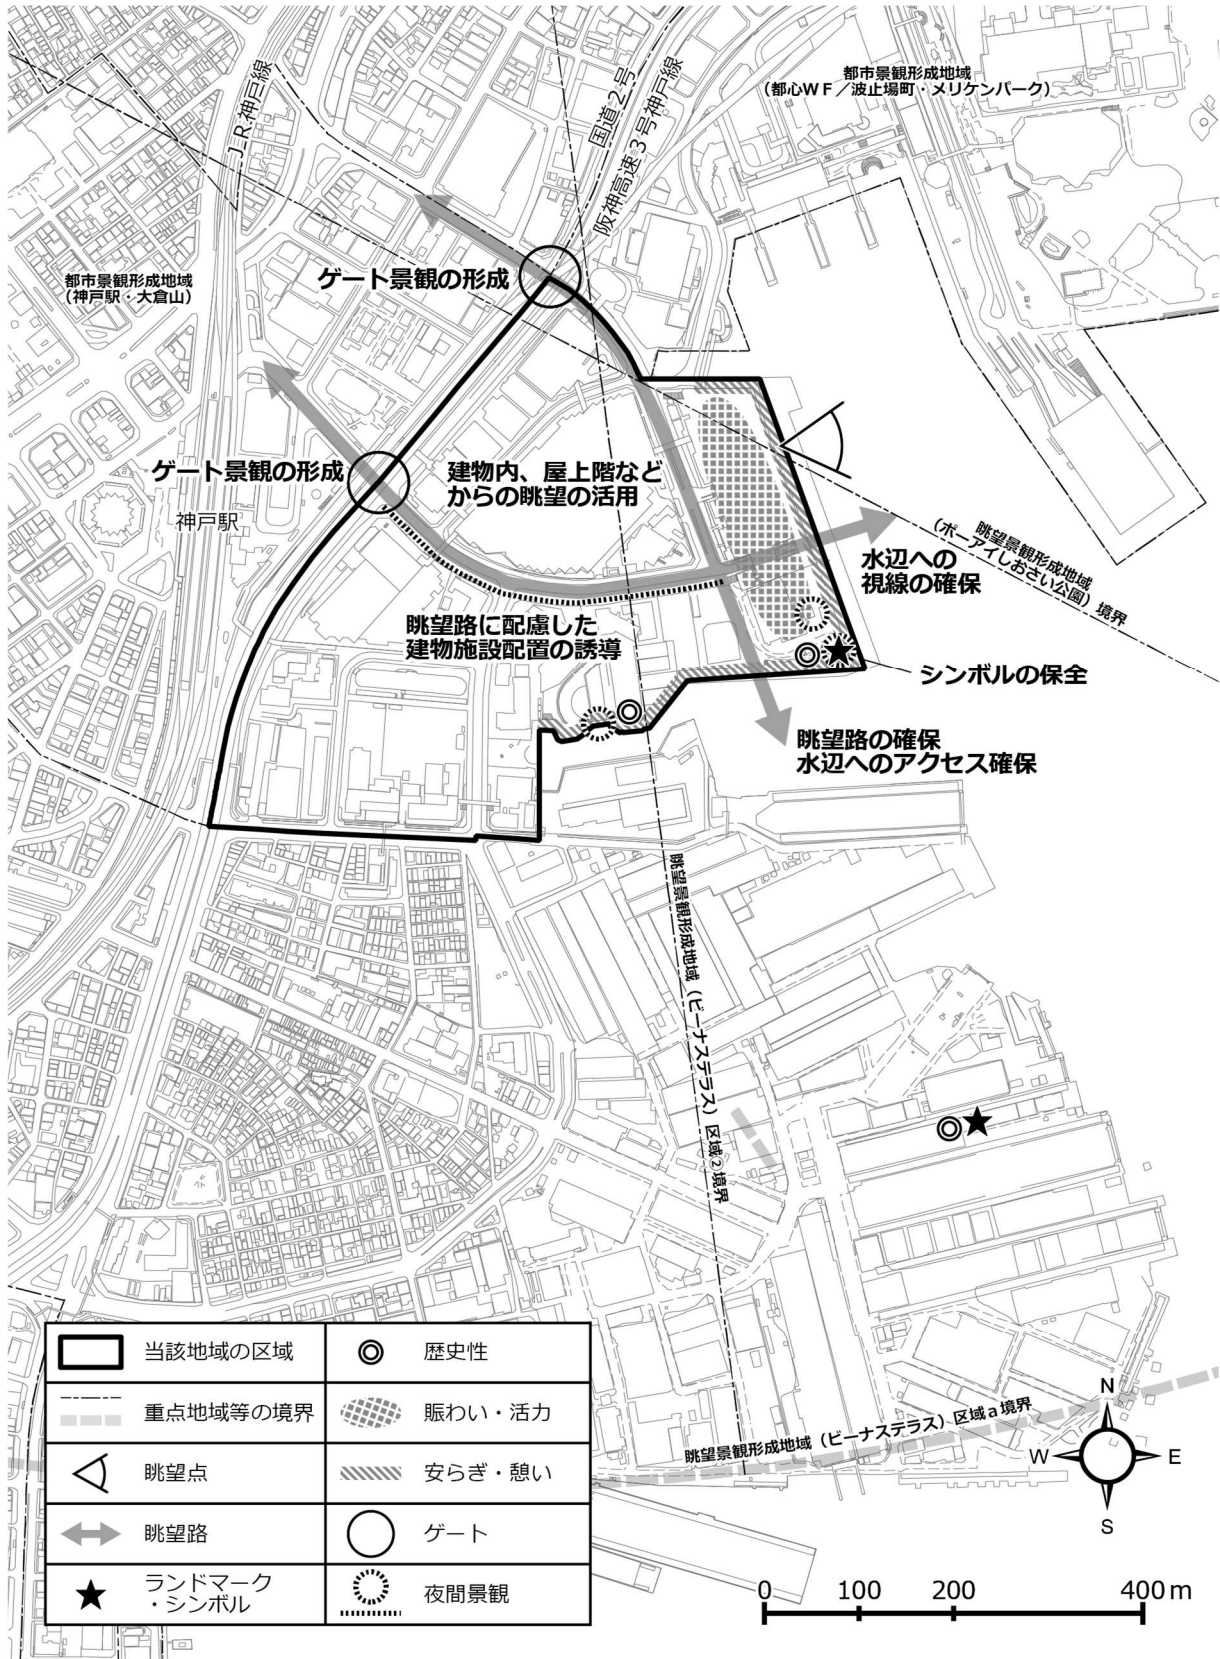 都市景観形成地域
(都心WF／波止場町・メリケンパーク)
JR神戸線
国道2号
阪神高速3号神戸線
都市景観形成地域
(神戸駅・大倉山)
ゲート景観の形成
ゲート景観の形成
神戸駅
建物内、屋上階など
からの眺望の活用
眺望景観形成地域
(ポーアイしおさい公園) 境界
水辺への
視線の確保
眺望路に配慮した
建物施設配置の誘導
シンボルの保全
眺望路の確保
水辺へのアクセス確保
眺望景観形成地域 (ビーナステラス) 区域2境界
眺望景観形成地域 (ビーナステラス) 区域a境界
当該地域の区域
歴史性
重点地域等の境界
賑わい・活力
眺望点
安らぎ・憩い
眺望路
ゲート
ランドマーク
・シンボル
夜間景観
N
W
E
S
0 100 200 400m